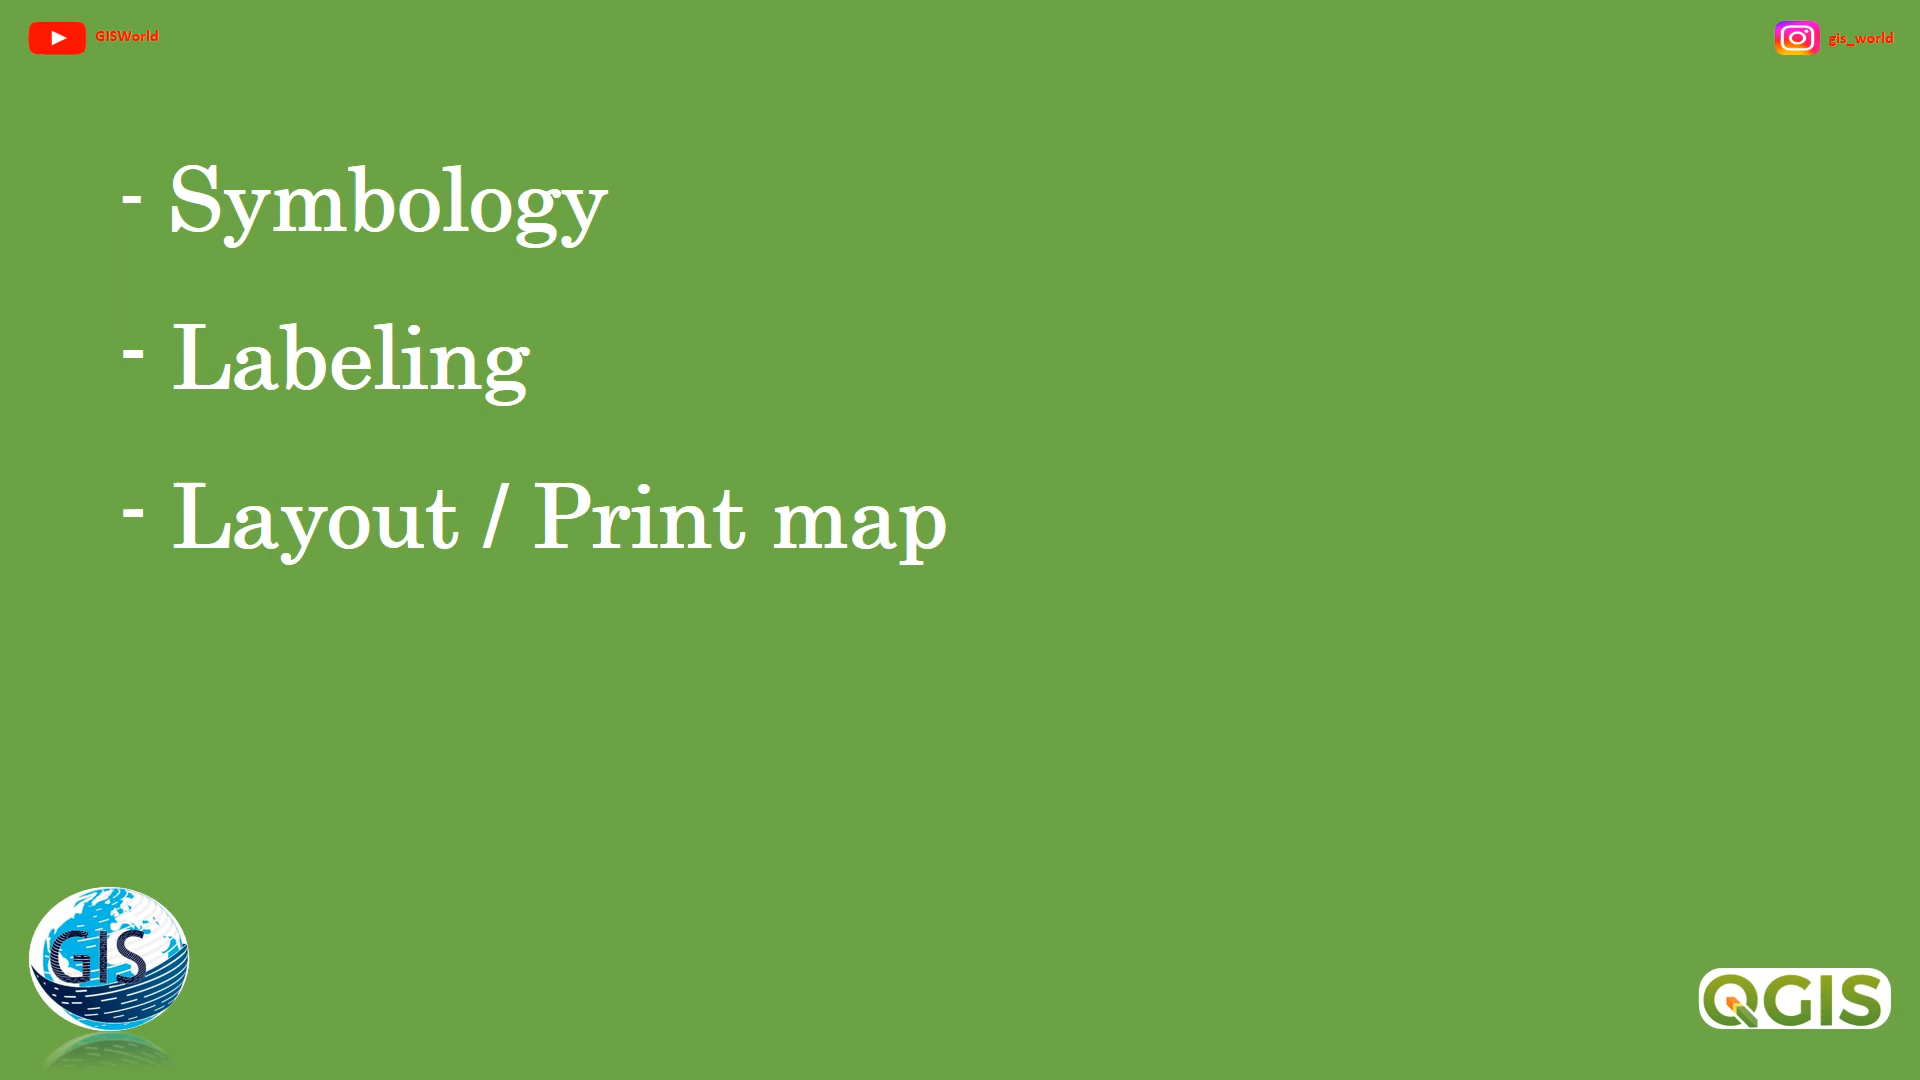 GISWorld
gis_world
- Symbology
- Labeling
- Layout / Print map
GIS
QGIS